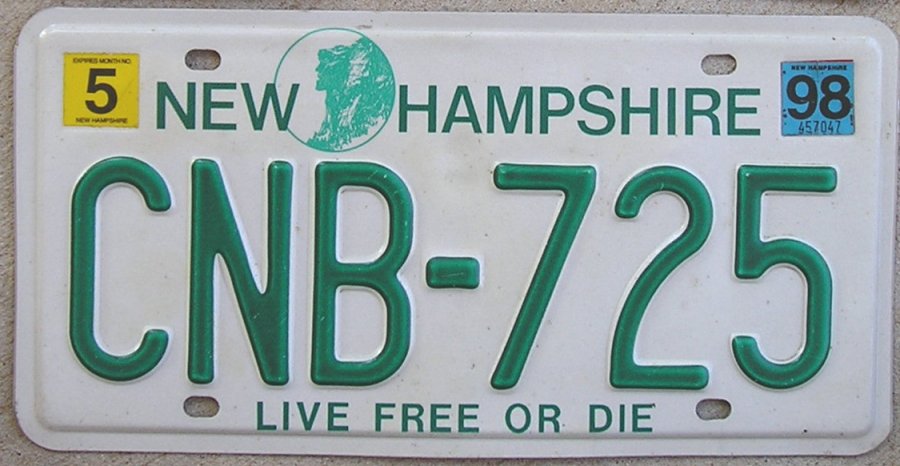 EXPIRES MONTH NO.
5
NEW HAMPSHIRE
NEW HAMPSHIRE
NEW HAMPSHIRE
98
457047
CNB-725
LIVE FREE OR DIE